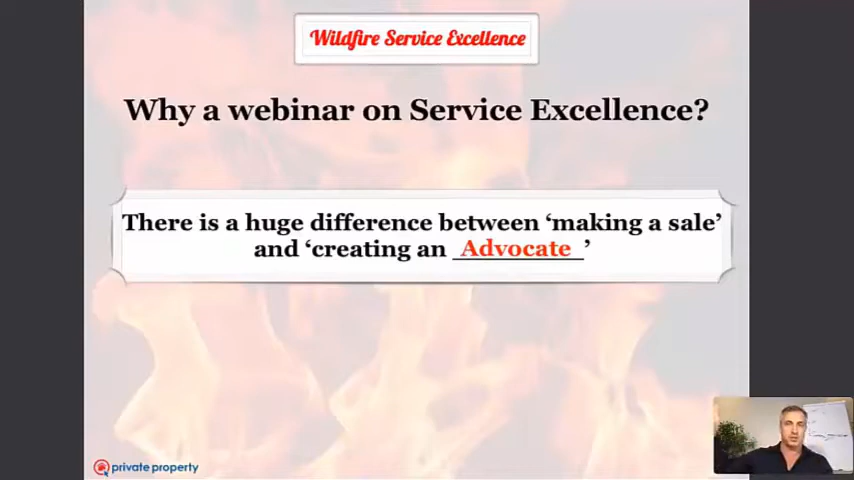 Wildfire Service Excellence
Why a webinar on Service Excellence?
There is a huge difference between ‘making a sale’
and ‘creating an Advocate’
private property